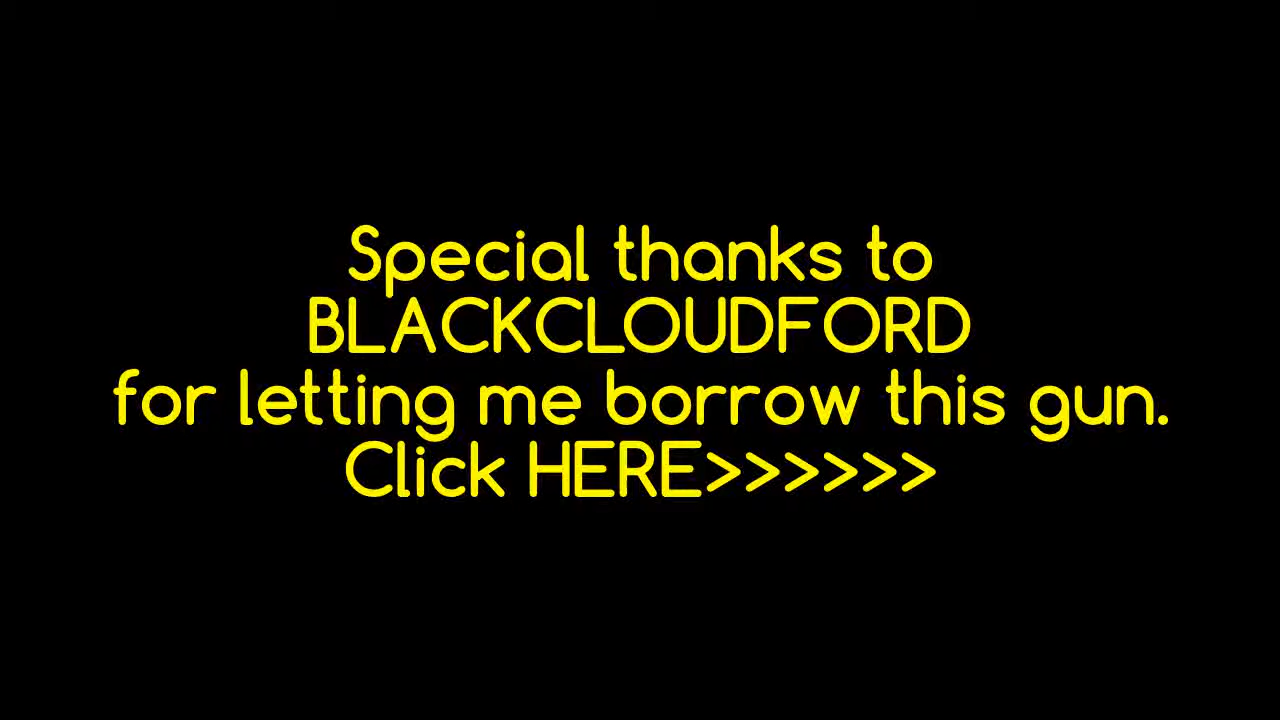 Special thanks to
BLACKCLOUDFORD
for letting me borrow this gun.
Click HERE>>>>>>